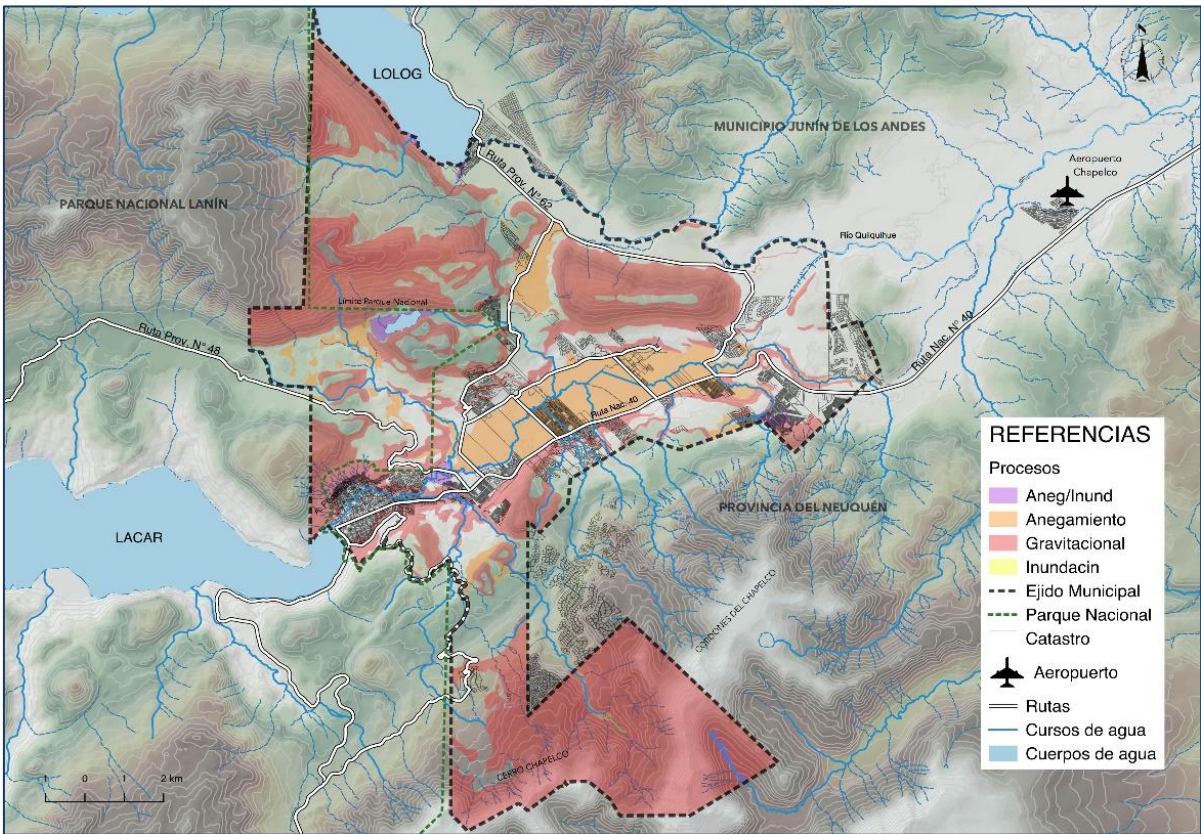 LOLOG
MUNICIPIO JUNÍN DE LOS ANDES
Aeropuerto
Chapelco
Ruta Prov. N° 62
PARQUE NACIONAL LANÍN
Río Quiquihue
Límite Parque Nacional
Ruta Prov. N° 48
Ruta Nac. N° 40
Ruta Nac. 40
LACAR
PROVINCIA DEL NEUQUÉN
CORDONES DEL CHAPELCO
CERRO CHAPELCO
1 0 1 2 km
REFERENCIAS
Procesos
Aneg/Inund
Anegamiento
Gravitacional
Inundacin
Ejido Municipal
Parque Nacional
Catastro
Aeropuerto
Rutas
Cursos de agua
Cuerpos de agua